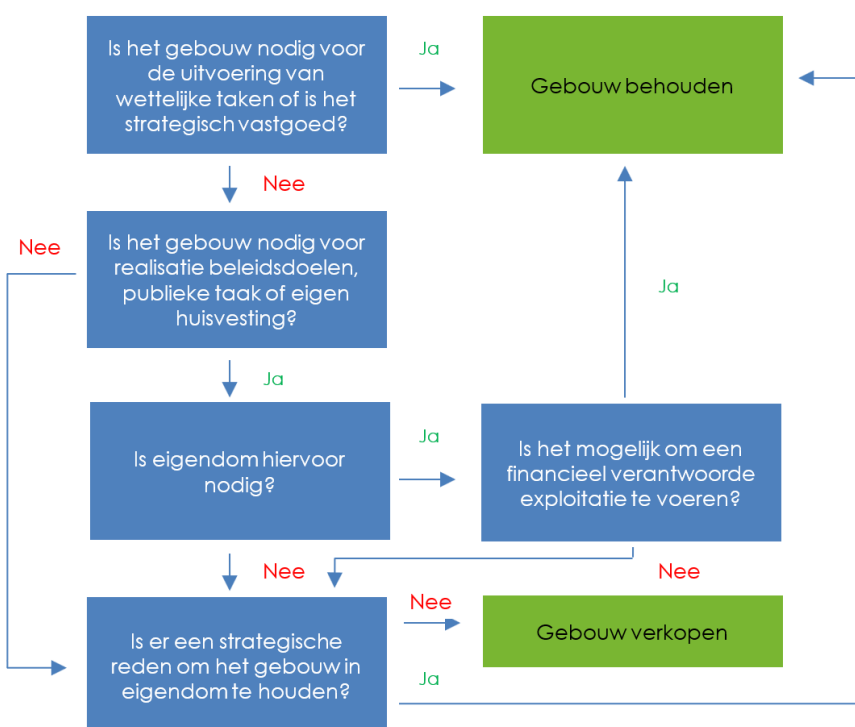 Is het gebouw nodig voor
de uitvoering van
wettelijke taken of is het
strategisch vastgoed?
Ja
Gebouw behouden
Nee
Nee
Is het gebouw nodig voor
realisatie beleidsdoelen,
publieke taak of eigen
huisvesting?
Ja
Ja
Is eigendom hiervoor
nodig?
Ja
Is het mogelijk om een
financieel verantwoorde
exploitatie te voeren?
Nee
Nee
Is er een strategische
reden om het gebouw in
eigendom te houden?
Nee
Gebouw verkopen
Ja